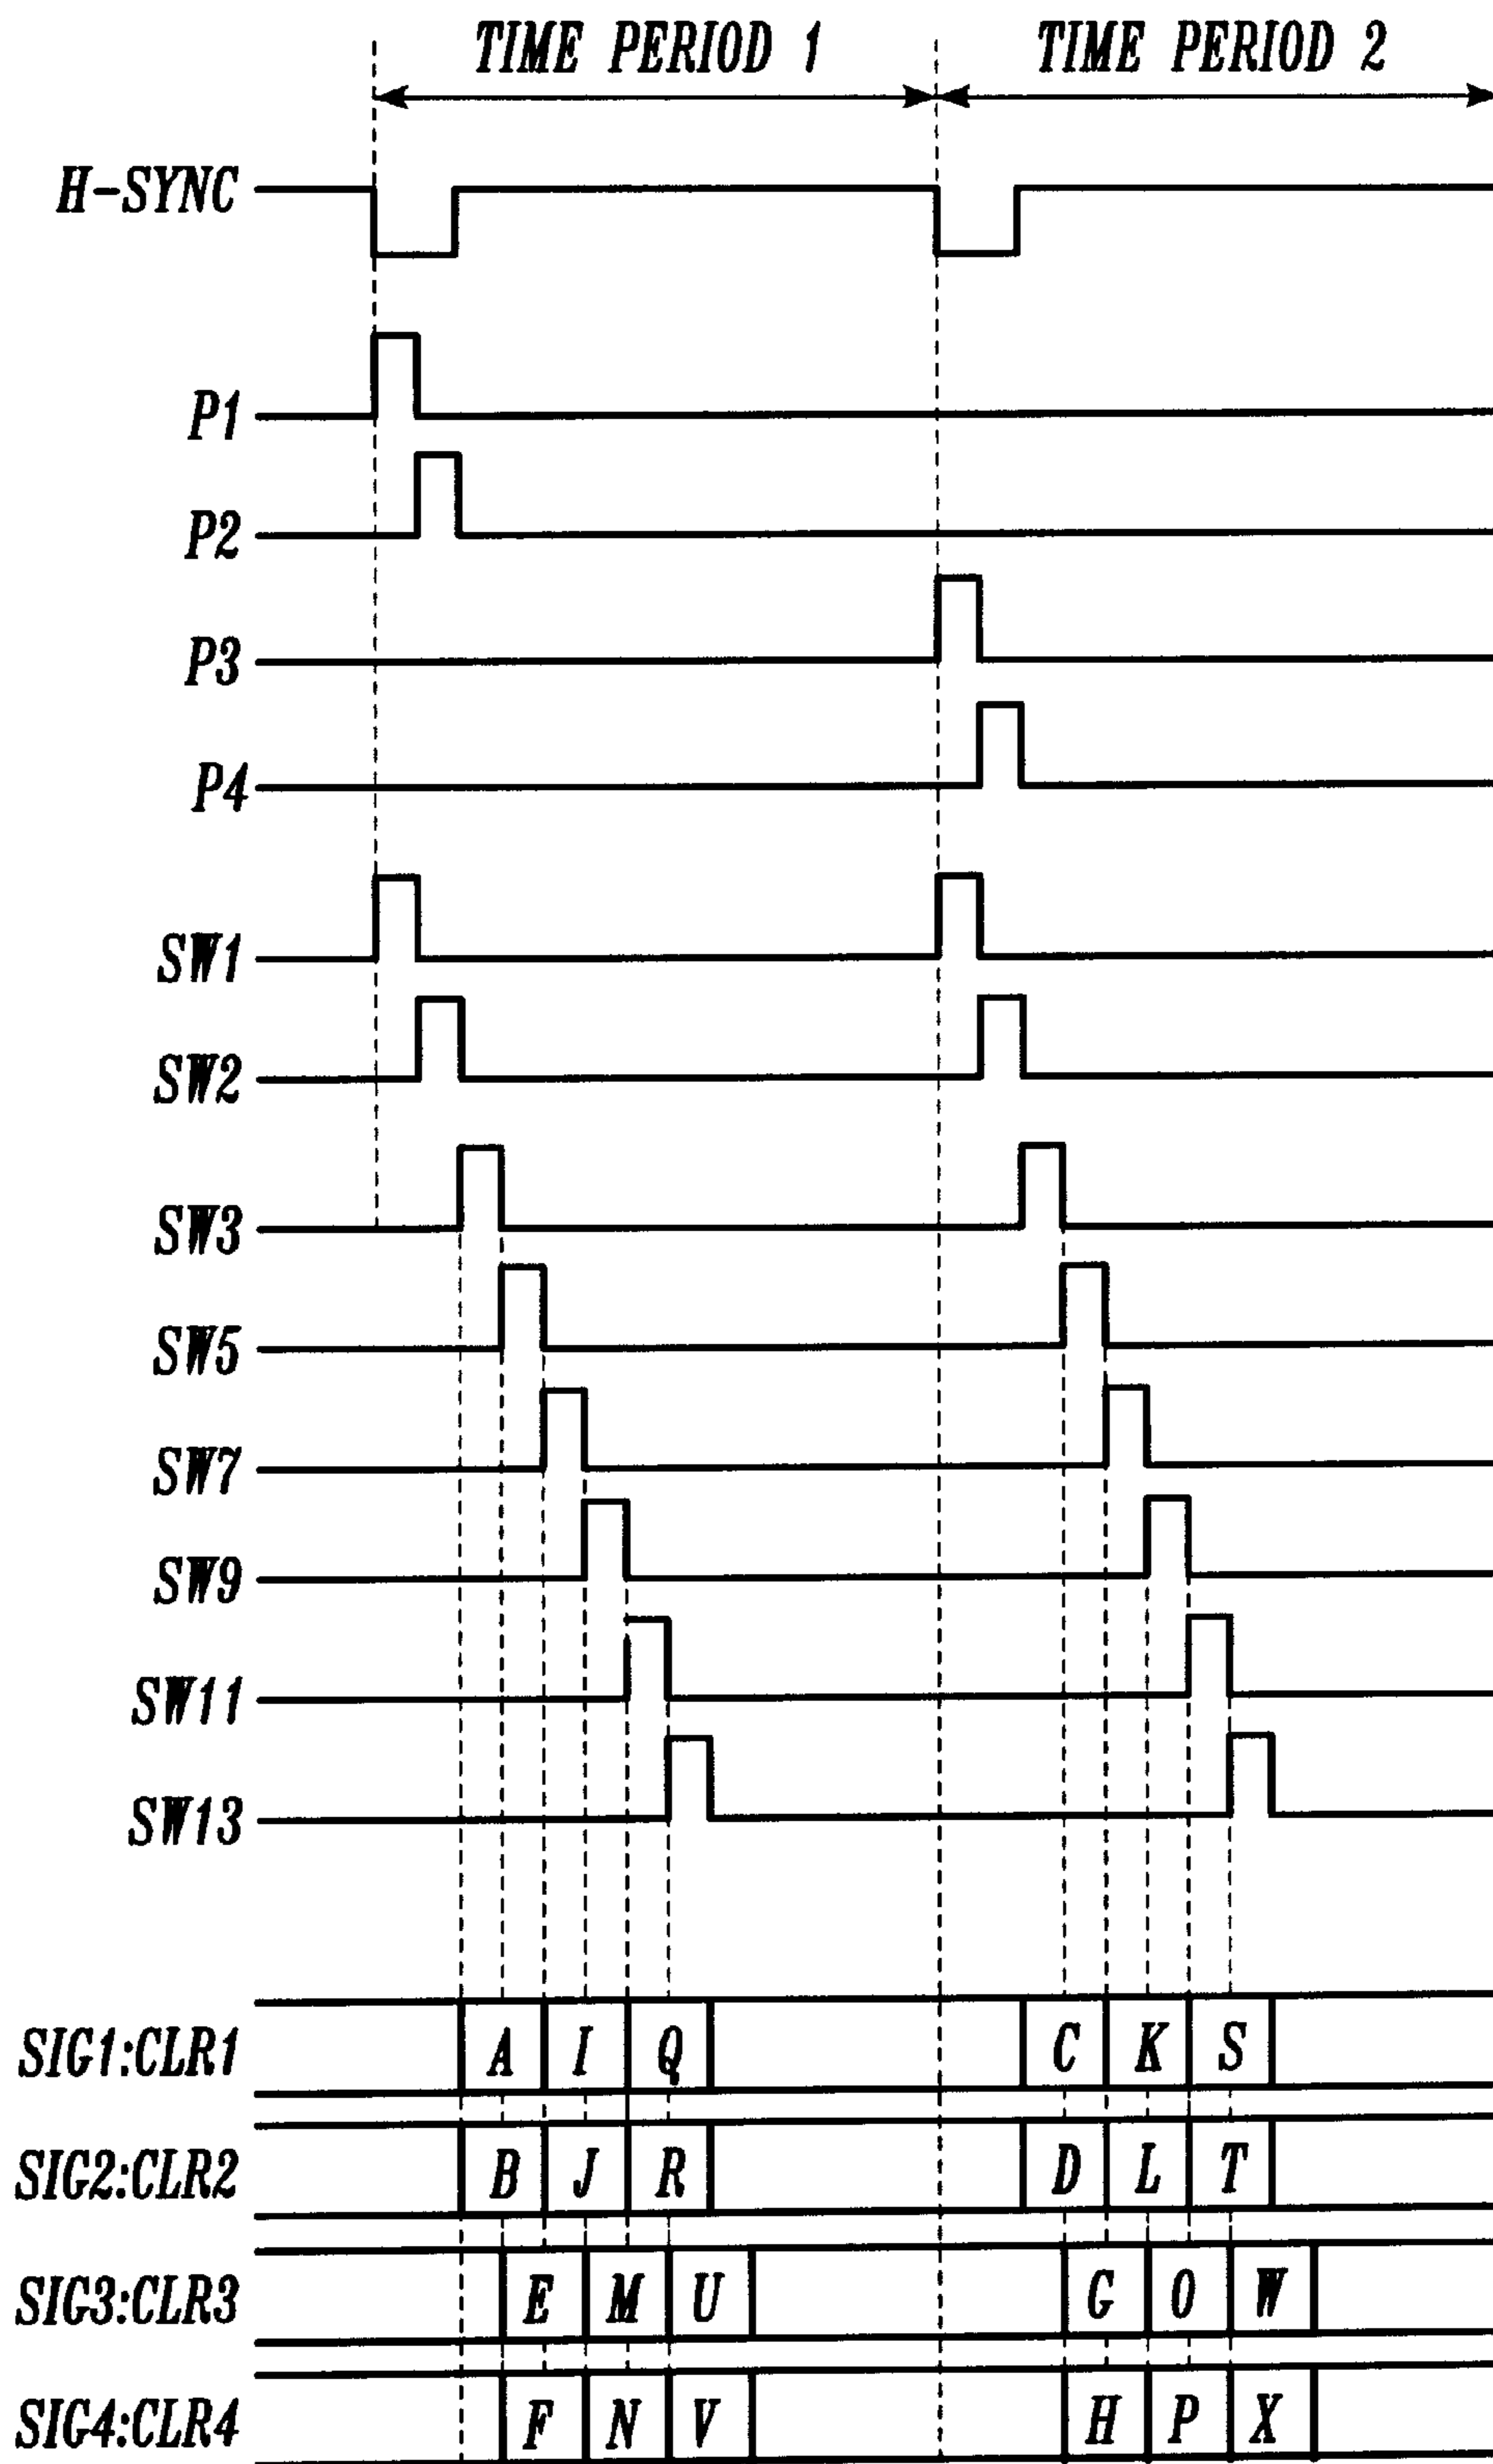 TIME PERIOD 1 TIME PERIOD 2
H-SYNC
P1
P2
P3
P4
SW1
SW2
SW3
SW5
SW7
SW9
SW11
SW13
SIG1:CLR1 A I Q C K S
SIG2:CLR2 B J R D L T
SIG3:CLR3 E M U G O W
SIG4:CLR4 F N V H P X